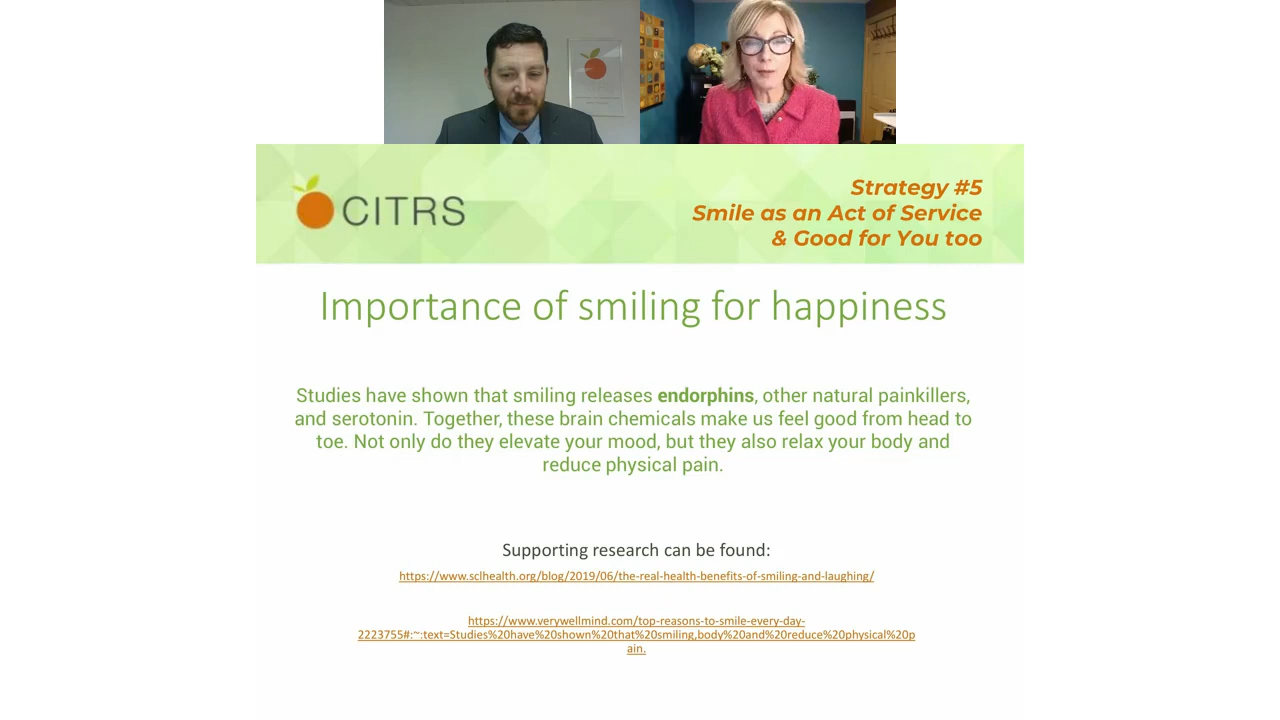 CITRS
Strategy #5
Smile as an Act of Service
& Good for You too
Importance of smiling for happiness
Studies have shown that smiling releases endorphins, other natural painkillers,
and serotonin. Together, these brain chemicals make us feel good from head to
toe. Not only do they elevate your mood, but they also relax your body and
reduce physical pain.
Supporting research can be found:
https://www.sclhealth.org/blog/2019/06/the-real-health-benefits-of-smiling-and-laughing/
https://www.verywellmind.com/top-reasons-to-smile-every-day-
2223755#:~:text=Studies%20have%20shown%20that%20smiling,body%20and%20reduce%20physical%20p
ain.